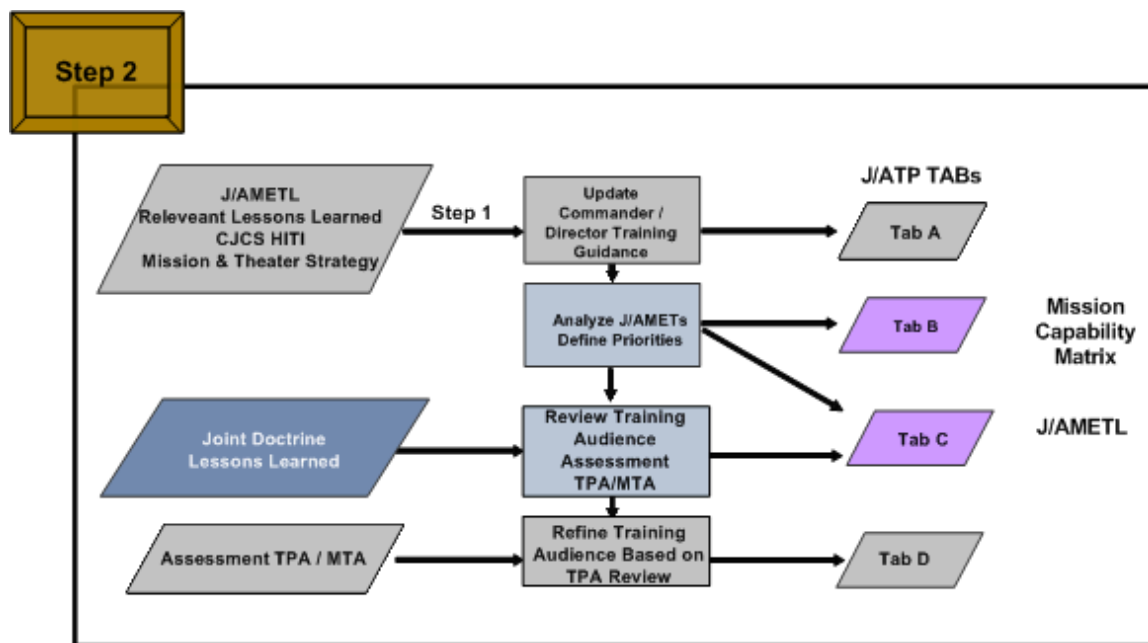 Step 2
J/AMETL
Releveant Lessons Learned
CJCS HITI
Mission & Theater Strategy
Step 1
Update
Commander /
Director Training
Guidance
J/ATP TABs
Tab A
Analyze J/AMETs
Define Priorities
Tab B
Mission
Capability
Matrix
Joint Doctrine
Lessons Learned
Review Training
Audience
Assessment
TPA/MTA
Tab C
J/AMETL
Assessment TPA / MTA
Refine Training
Audience Based on
TPA Review
Tab D